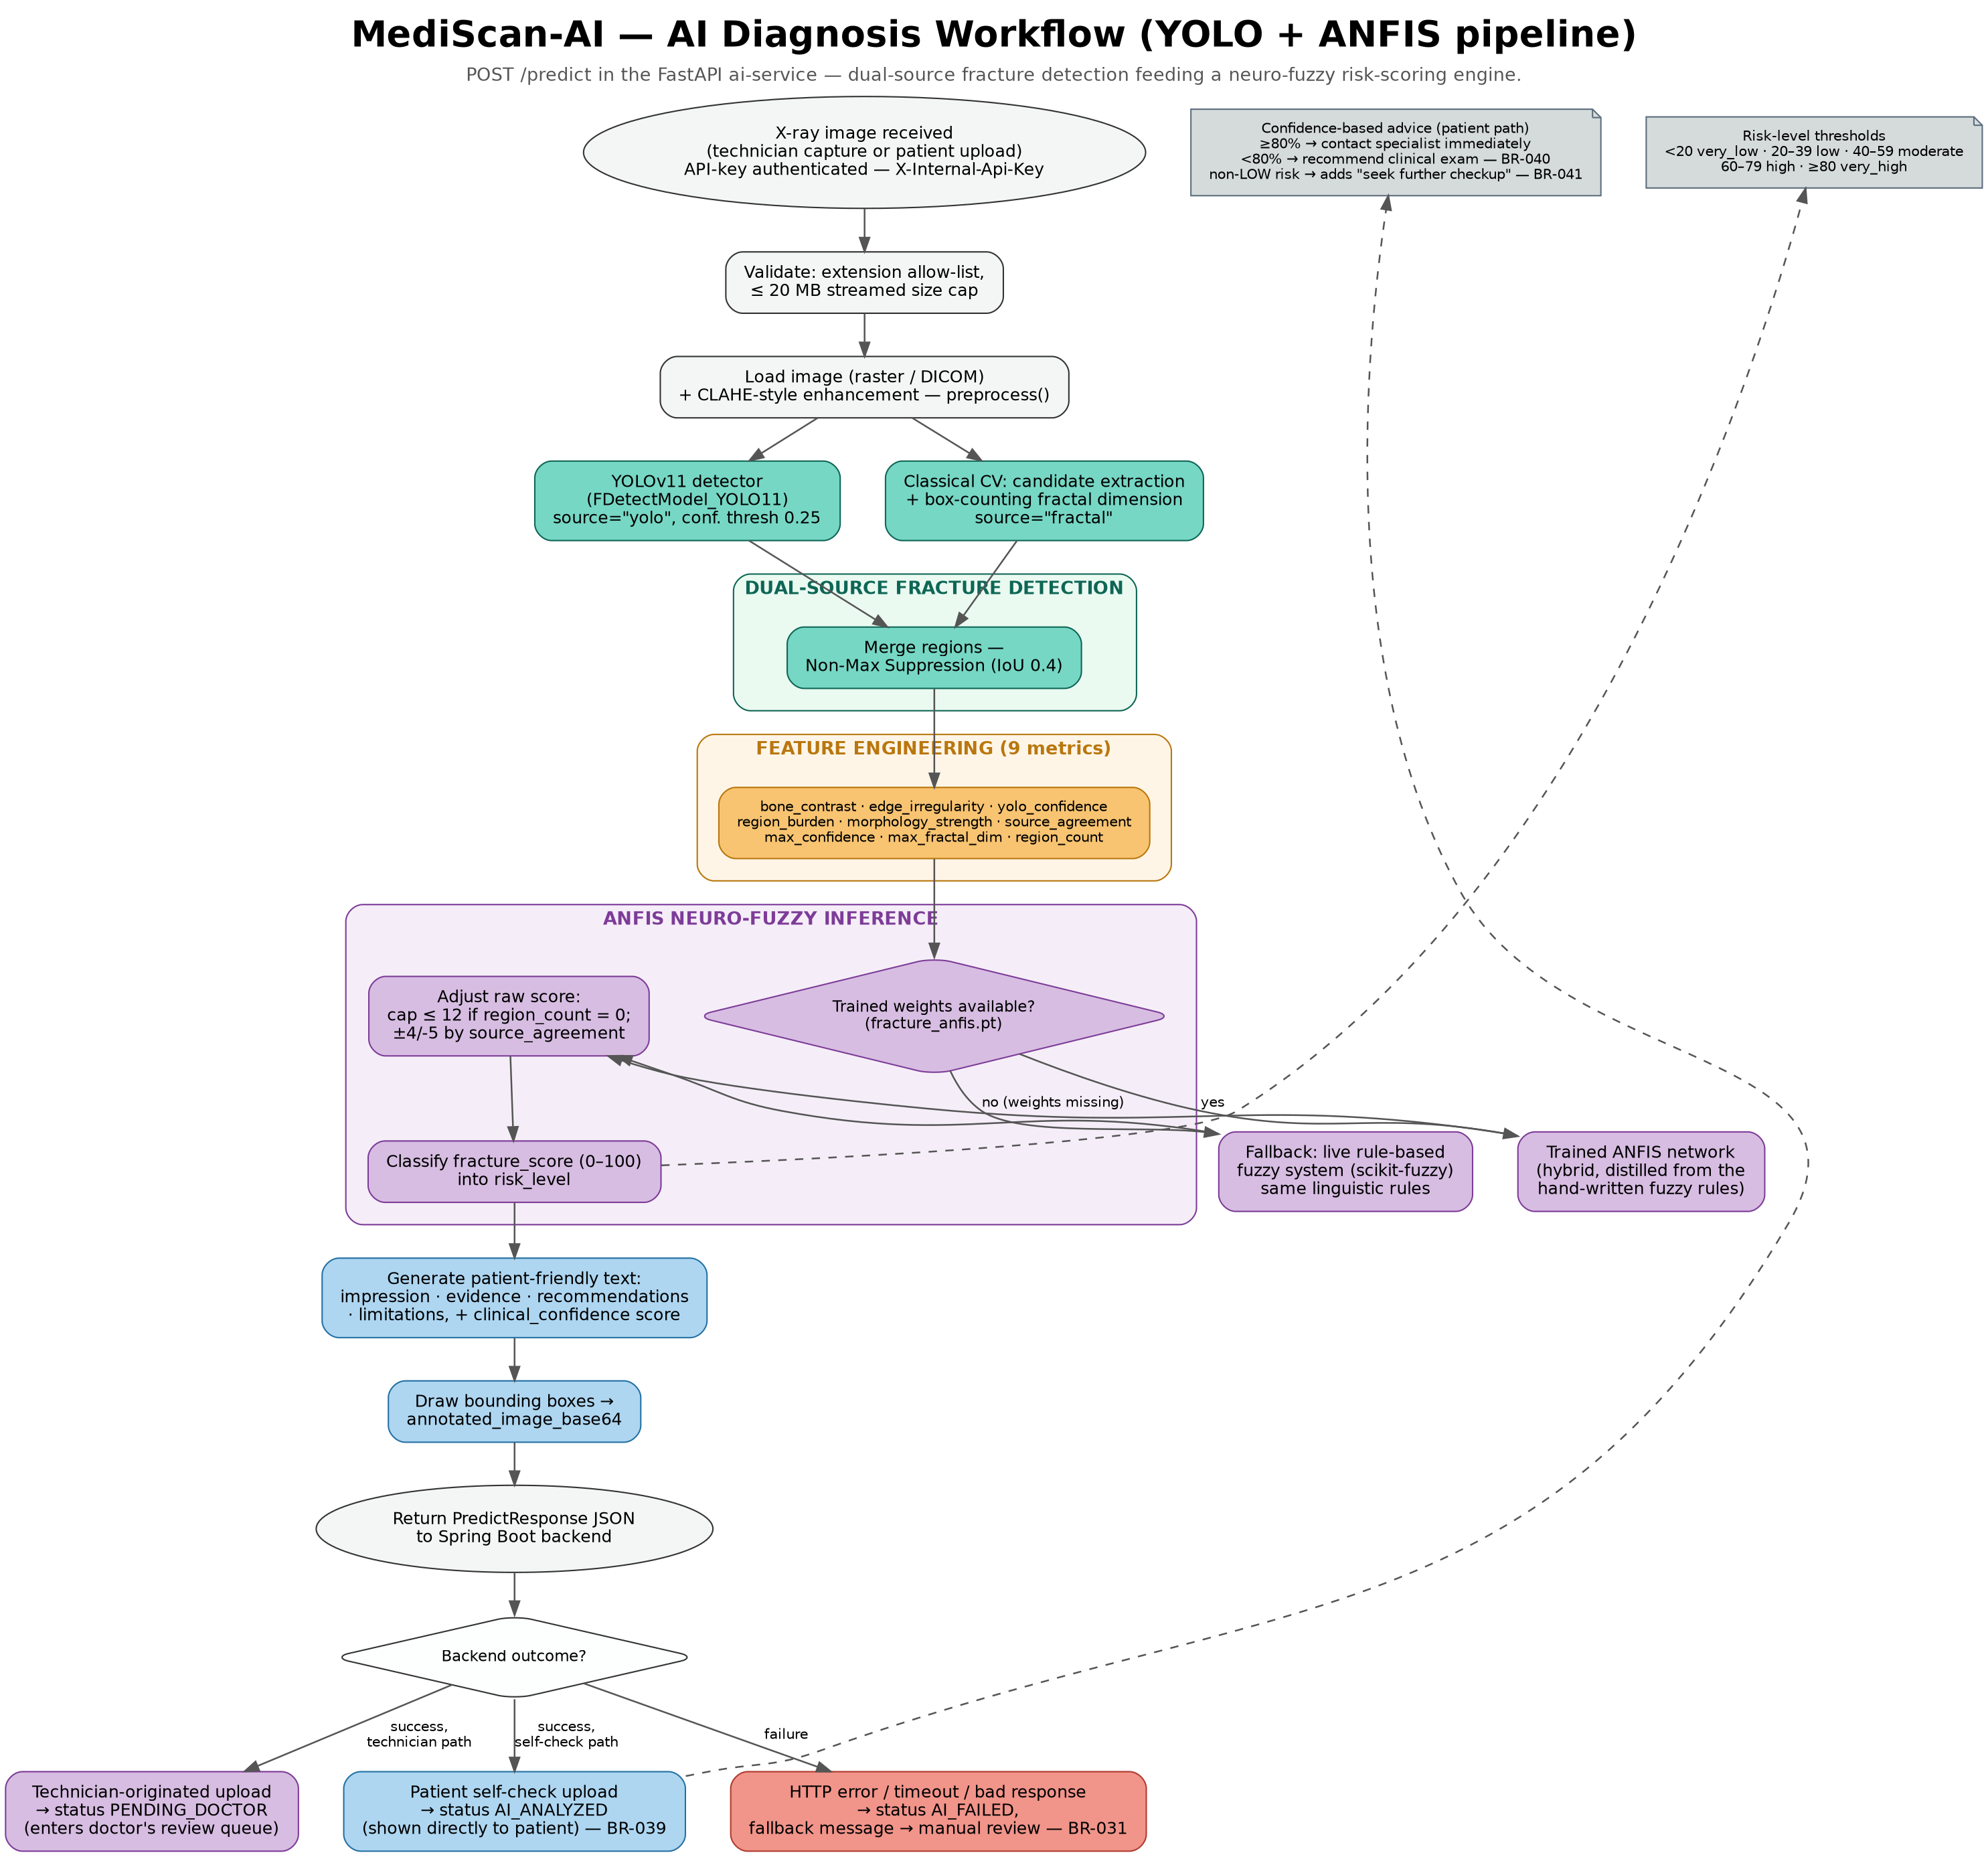 MediScan-AI — AI Diagnosis Workflow (YOLO + ANFIS pipeline)
POST /predict in the FastAPI ai-service — dual-source fracture detection feeding a neuro-fuzzy risk-scoring engine.
X-ray image received
(technician capture or patient upload)
API-key authenticated — X-Internal-Api-Key
Confidence-based advice (patient path)
≥80% → contact specialist immediately
<80% → recommend clinical exam — BR-040
non-LOW risk → adds "seek further checkup" — BR-041
Risk-level thresholds
<20 very_low · 20–39 low · 40–59 moderate
60–79 high · ≥80 very_high
Validate: extension allow-list,
≤ 20 MB streamed size cap
Load image (raster / DICOM)
+ CLAHE-style enhancement — preprocess()
YOLOv11 detector
(FDetectModel_YOLO11)
source="yolo", conf. thresh 0.25
Classical CV: candidate extraction
+ box-counting fractal dimension
source="fractal"
DUAL-SOURCE FRACTURE DETECTION
Merge regions —
Non-Max Suppression (IoU 0.4)
FEATURE ENGINEERING (9 metrics)
bone_contrast · edge_irregularity · yolo_confidence
region_burden · morphology_strength · source_agreement
max_confidence · max_fractal_dim · region_count
ANFIS NEURO-FUZZY INFERENCE
Adjust raw score:
cap ≤ 12 if region_count = 0;
±4/-5 by source_agreement
Trained weights available?
(fracture_anfis.pt)
no (weights missing)
yes
Classify fracture_score (0–100)
into risk_level
Fallback: live rule-based
fuzzy system (scikit-fuzzy)
same linguistic rules
Trained ANFIS network
(hybrid, distilled from the
hand-written fuzzy rules)
Generate patient-friendly text:
impression · evidence · recommendations
· limitations, + clinical_confidence score
Draw bounding boxes →
annotated_image_base64
Return PredictResponse JSON
to Spring Boot backend
Backend outcome?
success,
technician path
success,
self-check path
failure
Technician-originated upload
→ status PENDING_DOCTOR
(enters doctor's review queue)
Patient self-check upload
→ status AI_ANALYZED
(shown directly to patient) — BR-039
HTTP error / timeout / bad response
→ status AI_FAILED,
fallback message → manual review — BR-031